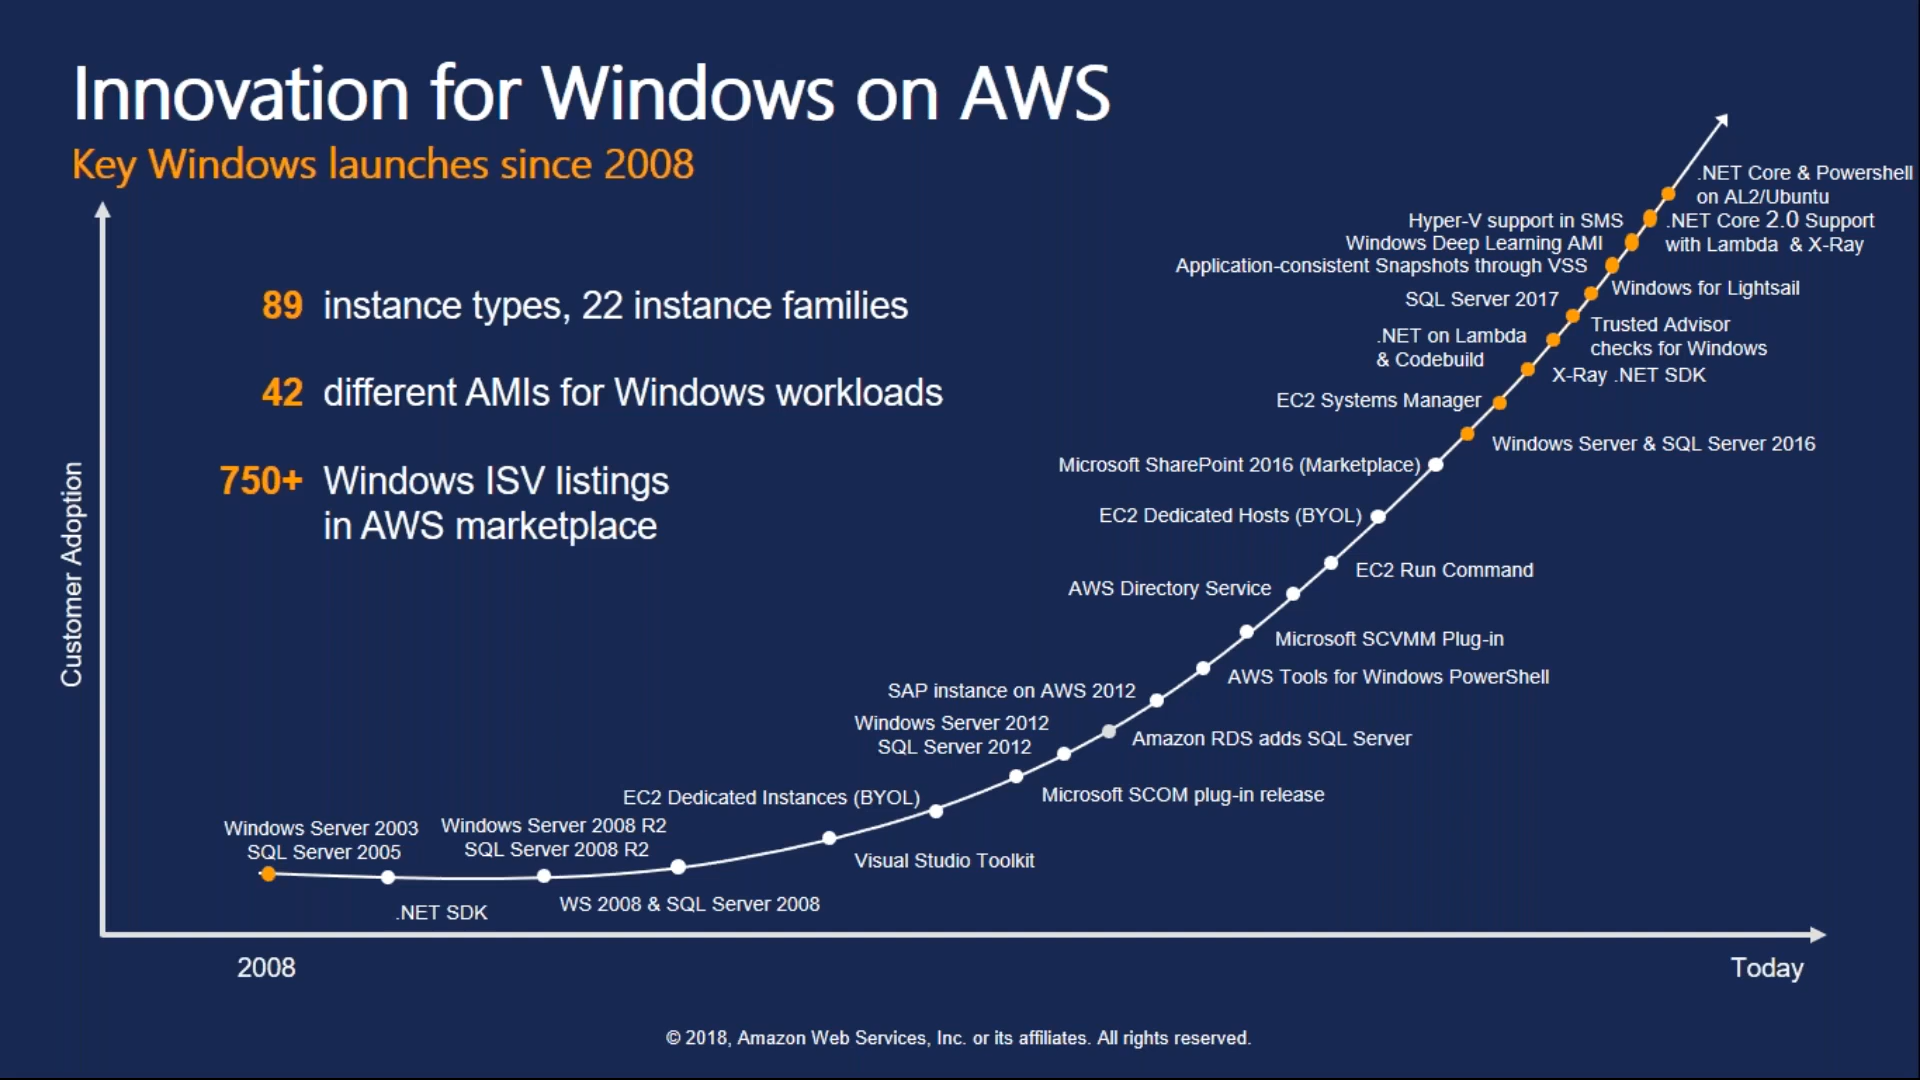 Innovation for Windows on AWS
Key Windows launches since 2008
89 instance types, 22 instance families
42 different AMIs for Windows workloads
750+ Windows ISV listings
in AWS marketplace
Customer Adoption
.NET Core & Powershell
on AL2/Ubuntu
Hyper-V support in SMS
.NET Core 2.0 Support
with Lambda & X-Ray
Windows Deep Learning AMI
Application-consistent Snapshots through VSS
Windows for Lightsail
SQL Server 2017
Trusted Advisor
checks for Windows
.NET on Lambda
& Codebuild
X-Ray .NET SDK
EC2 Systems Manager
Windows Server & SQL Server 2016
Microsoft SharePoint 2016 (Marketplace)
EC2 Dedicated Hosts (BYOL)
EC2 Run Command
AWS Directory Service
Microsoft SCVMM Plug-in
AWS Tools for Windows PowerShell
SAP instance on AWS 2012
Windows Server 2012
SQL Server 2012
Amazon RDS adds SQL Server
Microsoft SCOM plug-in release
EC2 Dedicated Instances (BYOL)
Visual Studio Toolkit
Windows Server 2003
SQL Server 2005
Windows Server 2008 R2
SQL Server 2008 R2
WS 2008 & SQL Server 2008
.NET SDK
2008
Today
© 2018, Amazon Web Services, Inc. or its affiliates. All rights reserved.